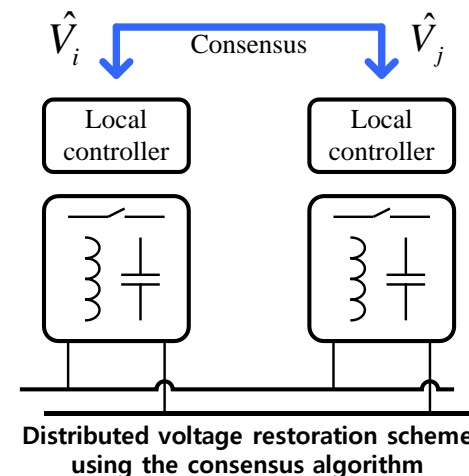 V̂i V̂j
Consensus
Local Local
controller controller
Distributed voltage restoration scheme
using the consensus algorithm